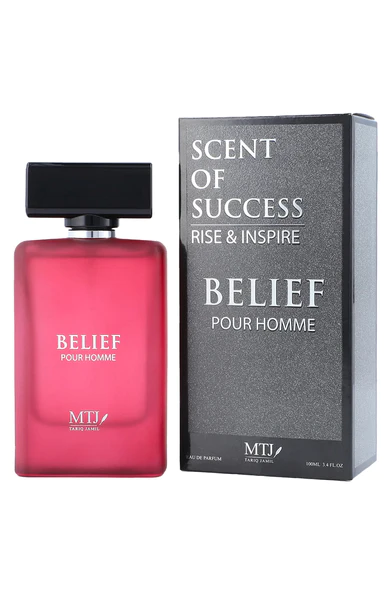 BELIEF
POUR HOMME
MTJ
TARIQ JAMIL
SCENT
OF
SUCCESS
RISE & INSPIRE
BELIEF
POUR HOMME
EAU DE PARFUM
MTJ
TARIQ JAMIL
100ML 3.4 FL.OZ